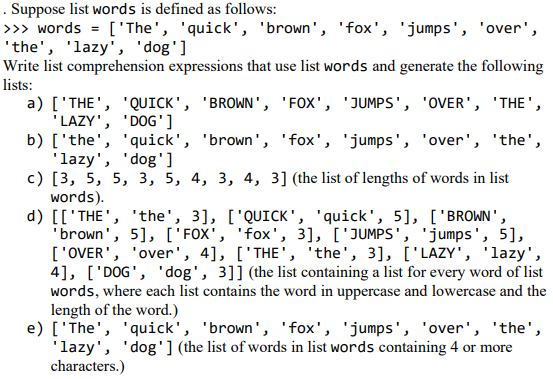 . Suppose list words is defined as follows:
>>> words = ['The', 'quick', 'brown', 'fox', 'jumps', 'over',
'the', 'lazy', 'dog']
Write list comprehension expressions that use list words and generate the following
lists:
a) ['THE', 'QUICK', 'BROWN', 'FOX', 'JUMPS', 'OVER', 'THE',
'LAZY', 'DOG']
b) ['the', 'quick', 'brown', 'fox', 'jumps', 'over', 'the',
'lazy', 'dog']
c) [3, 5, 5, 3, 5, 4, 3, 4, 3] (the list of lengths of words in list
words).
d) [['THE', 'the', 3], ['QUICK', 'quick', 5], ['BROWN',
'brown', 5], ['FOX', 'fox', 3], ['JUMPS', 'jumps', 5],
['OVER', 'over', 4], ['THE', 'the', 3], ['LAZY', 'lazy',
4], ['DOG', 'dog', 3]] (the list containing a list for every word of list
words, where each list contains the word in uppercase and lowercase and the
length of the word.)
e) ['The', 'quick', 'brown', 'fox', 'jumps', 'over', 'the',
'lazy', 'dog'] (the list of words in list words containing 4 or more
characters.)